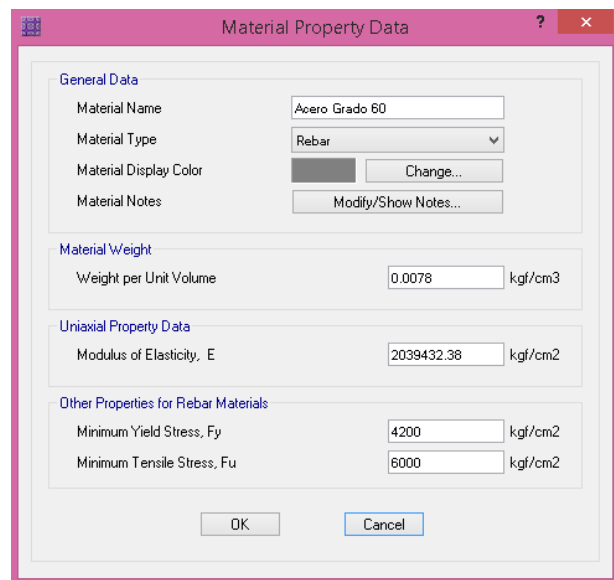 Material Property Data
?
×
General Data
Material Name
Acero Grado 60
Material Type
Rebar
Material Display Color
Change...
Material Notes
Modify/Show Notes...
Material Weight
Weight per Unit Volume
0.0078
kgf/cm3
Uniaxial Property Data
Modulus of Elasticity, E
2039432.38
kgf/cm2
Other Properties for Rebar Materials
Minimum Yield Stress, Fy
4200
kgf/cm2
Minimum Tensile Stress, Fu
6000
kgf/cm2
OK
Cancel